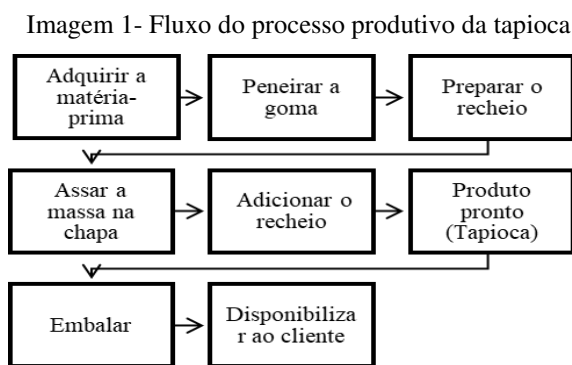 Imagem 1- Fluxo do processo produtivo da tapioca
Adquirir a
matéria-
prima
Peneirar a
goma
Preparar o
recheio
Assar a
massa na
chapa
Adicionar o
recheio
Produto
pronto
(Tapioca)
Embalar
Disponibiliza
r ao cliente